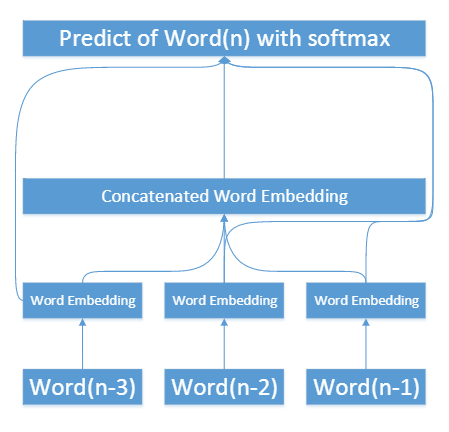 Predict of Word(n) with softmax
Concatenated Word Embedding
Word Embedding
Word Embedding
Word Embedding
Word(n-3)
Word(n-2)
Word(n-1)